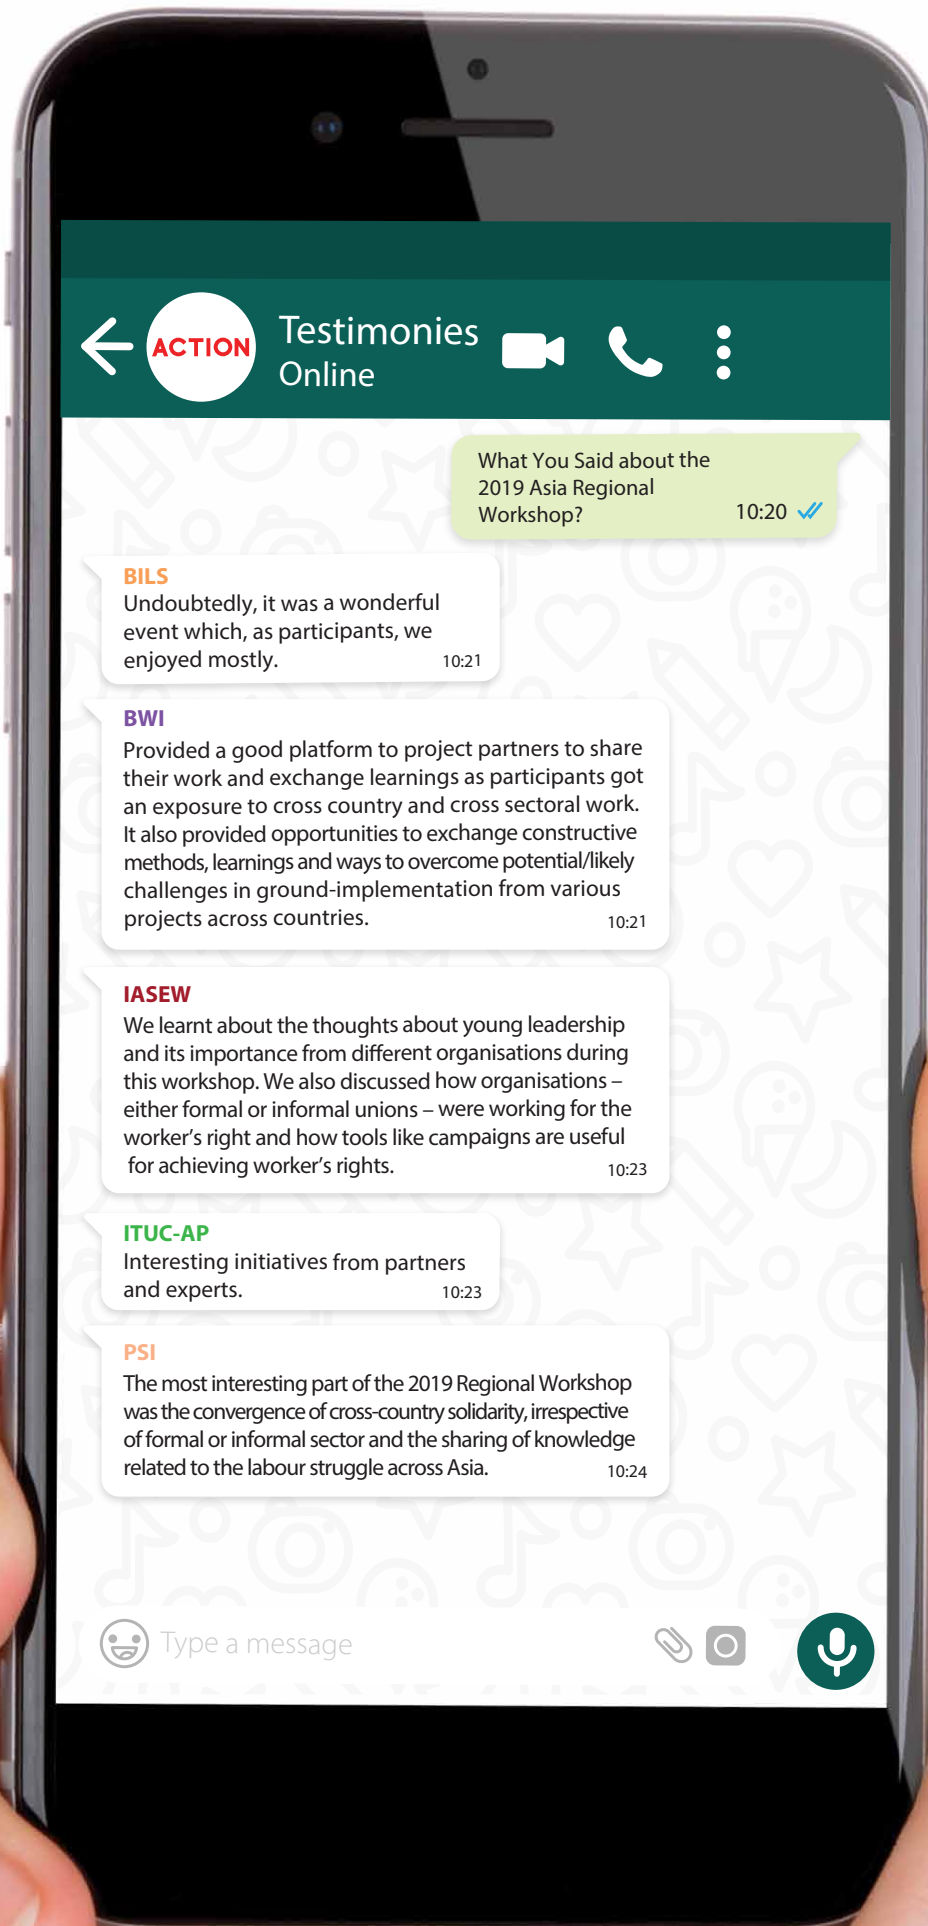 ACTION
Testimonies
Online
What You Said about the
2019 Asia Regional
Workshop?
10:20
BILS
Undoubtedly, it was a wonderful
event which, as participants, we
enjoyed mostly.
10:21
BWI
Provided a good platform to project partners to share
their work and exchange learnings as participants got
an exposure to cross country and cross sectoral work.
It also provided opportunities to exchange constructive
methods, learnings and ways to overcome potential/likely
challenges in ground-implementation from various
projects across countries.
10:21
IASEW
We learnt about the thoughts about young leadership
and its importance from different organisations during
this workshop. We also discussed how organisations –
either formal or informal unions – were working for the
worker’s right and how tools like campaigns are useful
for achieving worker’s rights.
10:23
ITUC-AP
Interesting initiatives from partners
and experts.
10:23
PSI
The most interesting part of the 2019 Regional Workshop
was the convergence of cross-country solidarity, irrespective
of formal or informal sector and the sharing of knowledge
related to the labour struggle across Asia.
10:24
Type a message